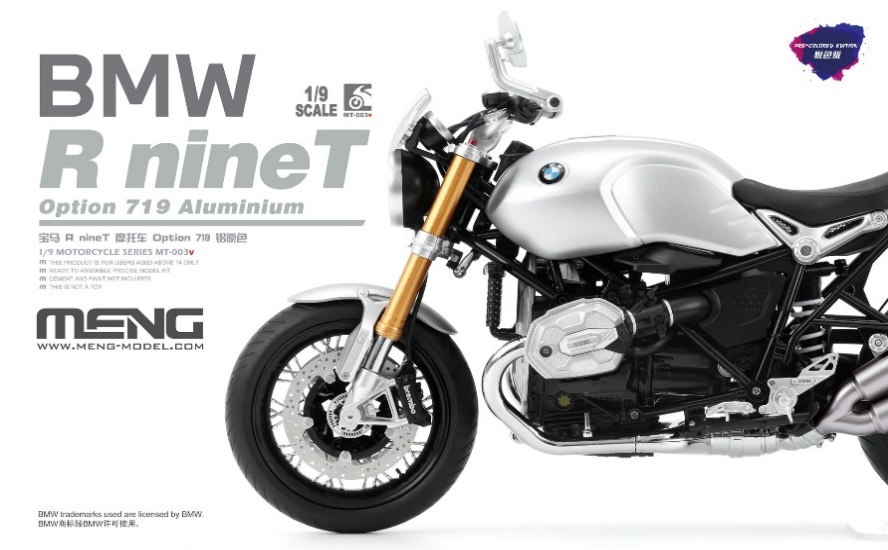 BMW
R nineT
1/9
SCALE
MT-003v
Option 719 Aluminium
宝马 R nineT 摩托车 Option 719 铝原色
1/9 MOTORCYCLE SERIES MT-003v
THIS PRODUCT IS FOR USERS AGED ABOVE 14 ONLY
READY TO ASSEMBLE PRECISE MODEL KIT
CEMENT AND PAINT NOT INCLUDED
THIS IS NOT A TOY
MENG
WWW.MENG-MODEL.COM
PRE-COLORED EDITION
BMW
brembo
BMW trademarks used are licensed by BMW.
BMW商标经BMW许可使用。